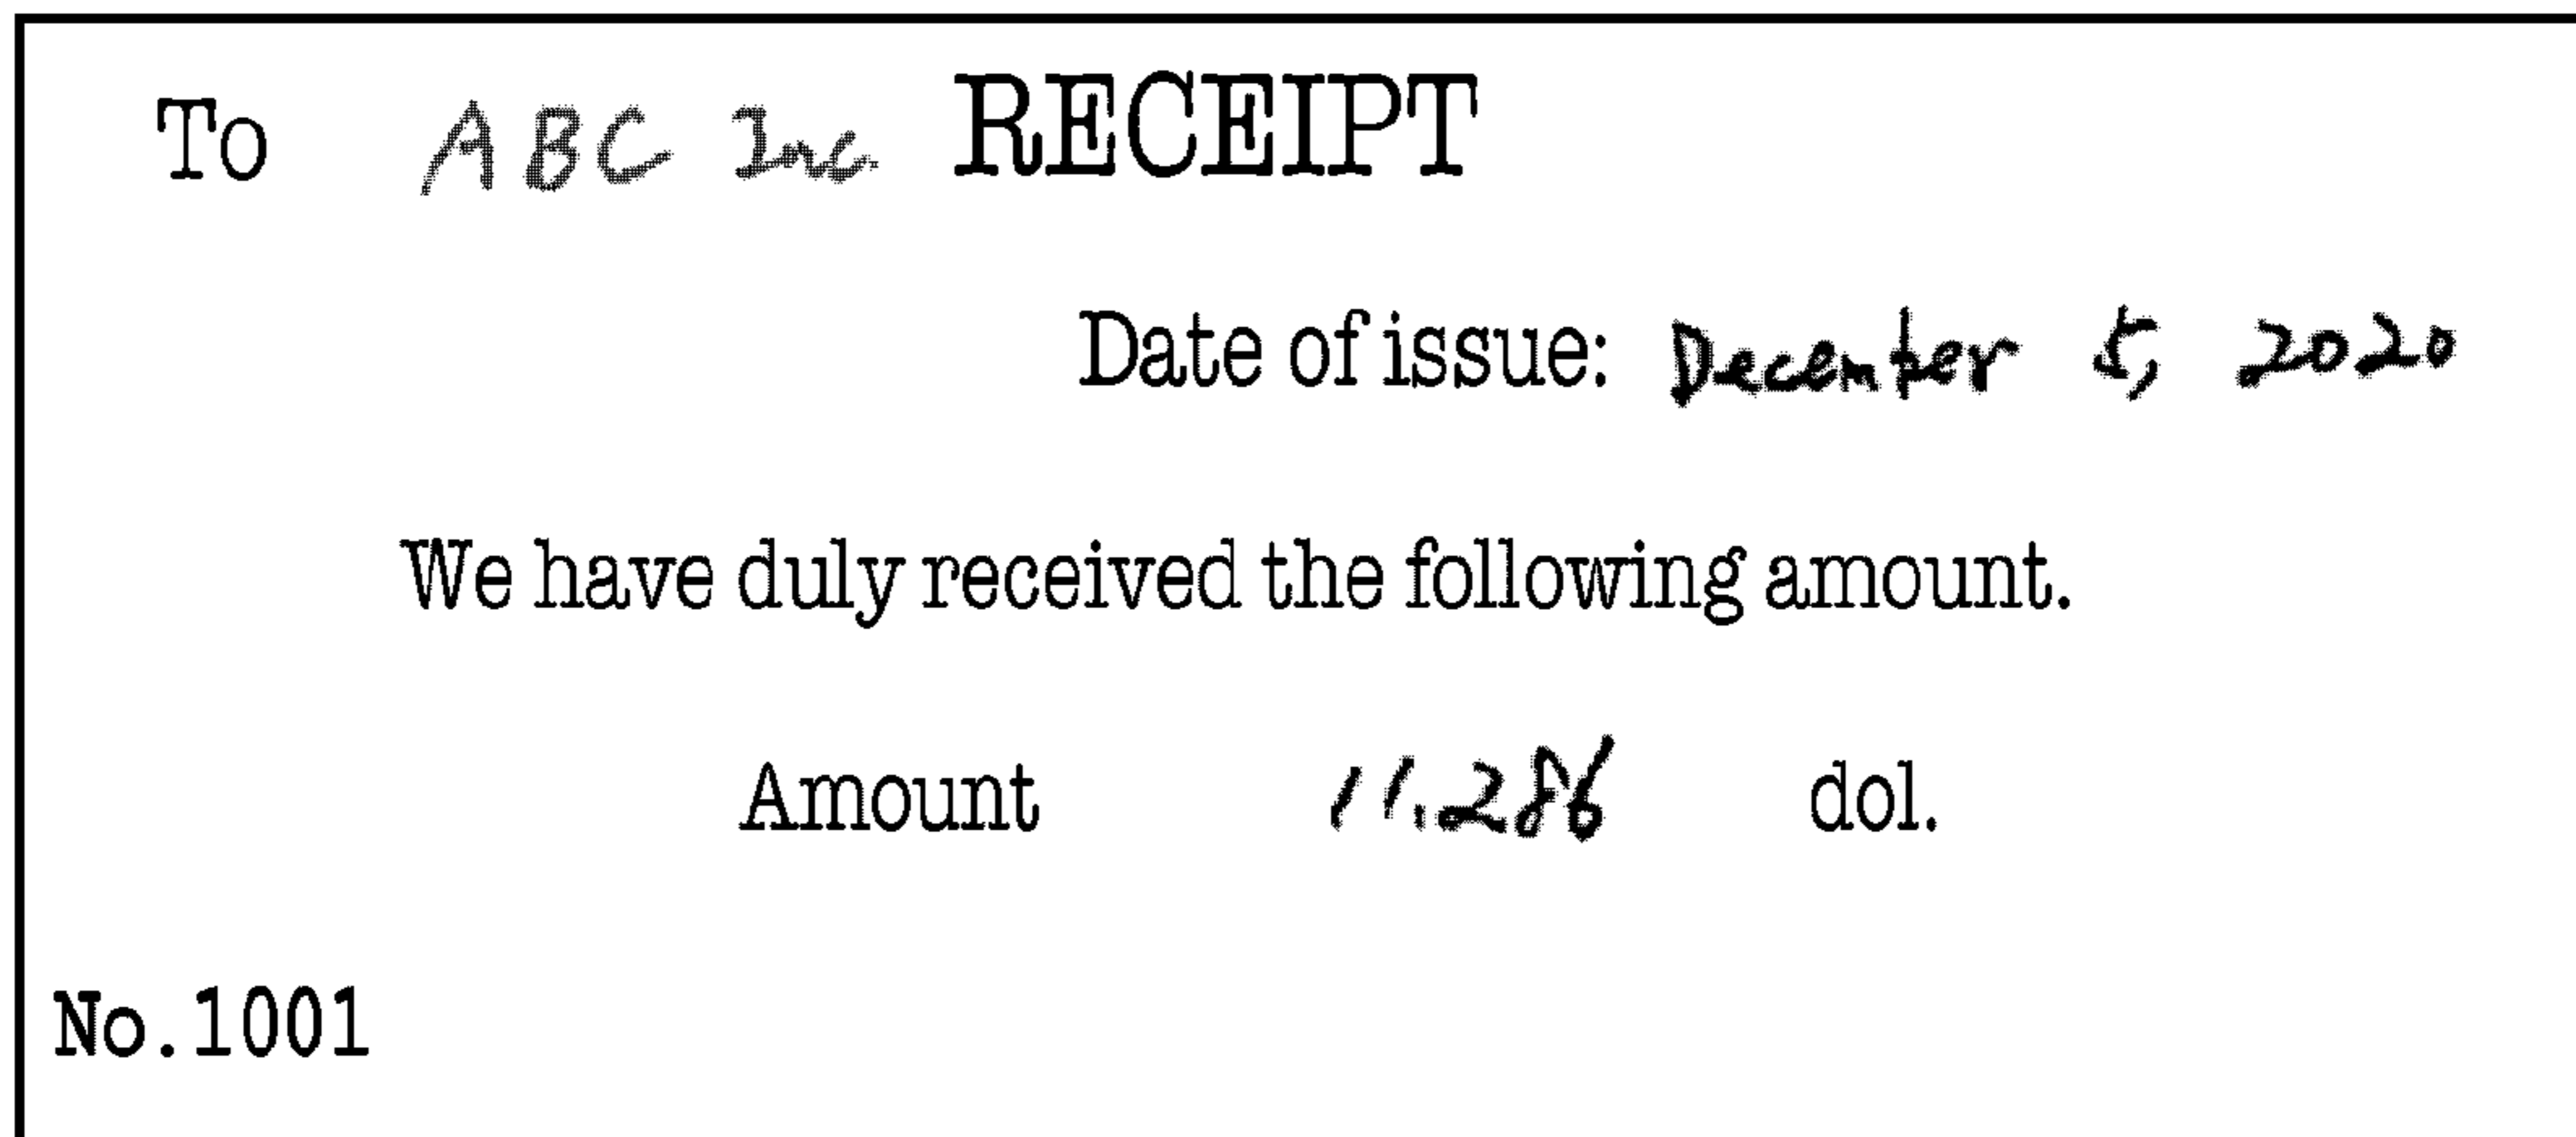 To ABC Inc. RECEIPT
Date of issue: December 5, 2020
We have duly received the following amount.
Amount 11.286 dol.
No.1001